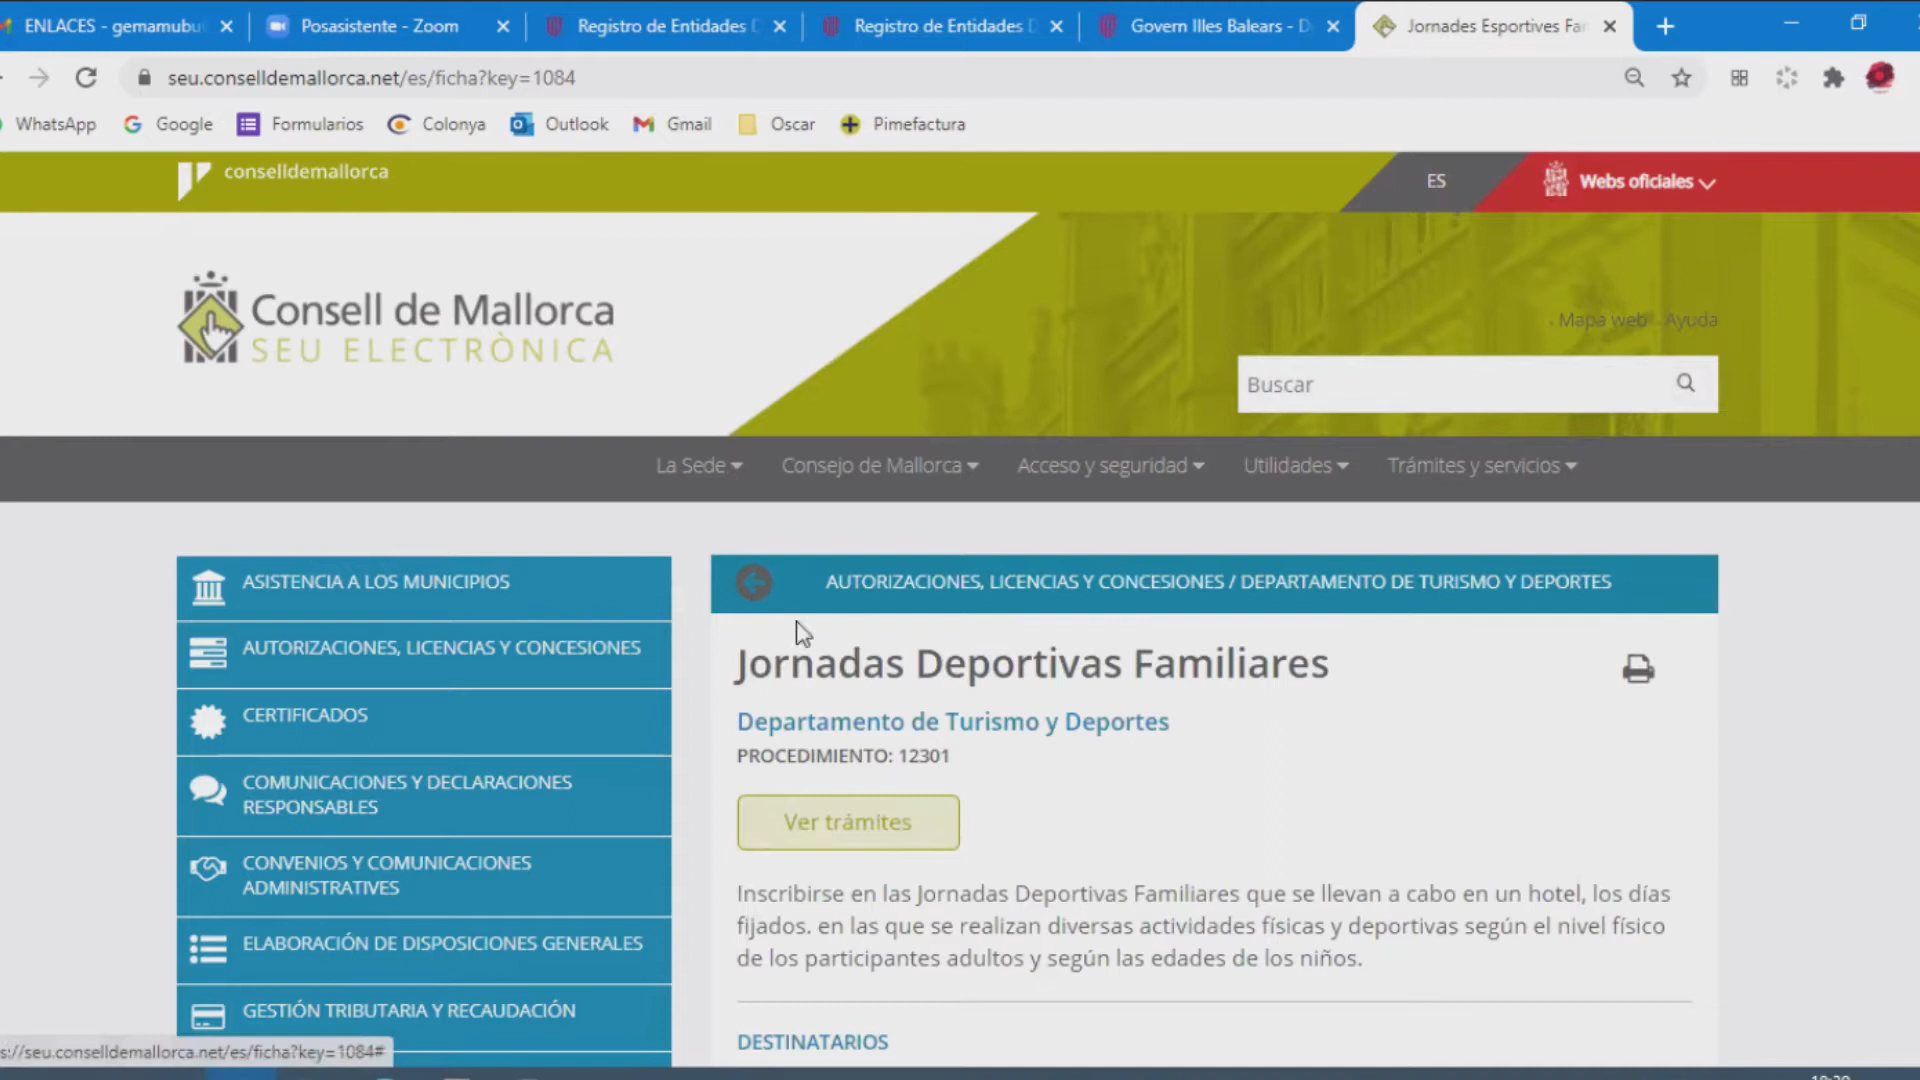 ENLACES - gemamubu
Posasistente - Zoom
Registro de Entidades D
Registro de Entidades D
Govern Illes Balears - D
Jornades Esportives Fam
seu.conselldemallorca.net/es/ficha?key=1084
WhatsApp
Google
Formularios
Colonya
Outlook
Gmail
Oscar
Pimefactura
conselldemallorca
ES
Webs oficiales
Consell de Mallorca
SEU ELECTRÒNICA
Mapa web
Ayuda
Buscar
La Sede
Consejo de Mallorca
Acceso y seguridad
Utilidades
Trámites y servicios
ASISTENCIA A LOS MUNICIPIOS
AUTORIZACIONES, LICENCIAS Y CONCESIONES
CERTIFICADOS
COMUNICACIONES Y DECLARACIONES
RESPONSABLES
CONVENIOS Y COMUNICACIONES
ADMINISTRATIVES
ELABORACIÓN DE DISPOSICIONES GENERALES
GESTIÓN TRIBUTARIA Y RECAUDACIÓN
s://seu.conselldemallorca.net/es/ficha?key=1084#
AUTORIZACIONES, LICENCIAS Y CONCESIONES / DEPARTAMENTO DE TURISMO Y DEPORTES
Jornadas Deportivas Familiares
Departamento de Turismo y Deportes
PROCEDIMIENTO: 12301
Ver trámites
Inscribirse en las Jornadas Deportivas Familiares que se llevan a cabo en un hotel, los días
fijados. en las que se realizan diversas actividades físicas y deportivas según el nivel físico
de los participantes adultos y según las edades de los niños.
DESTINATARIOS